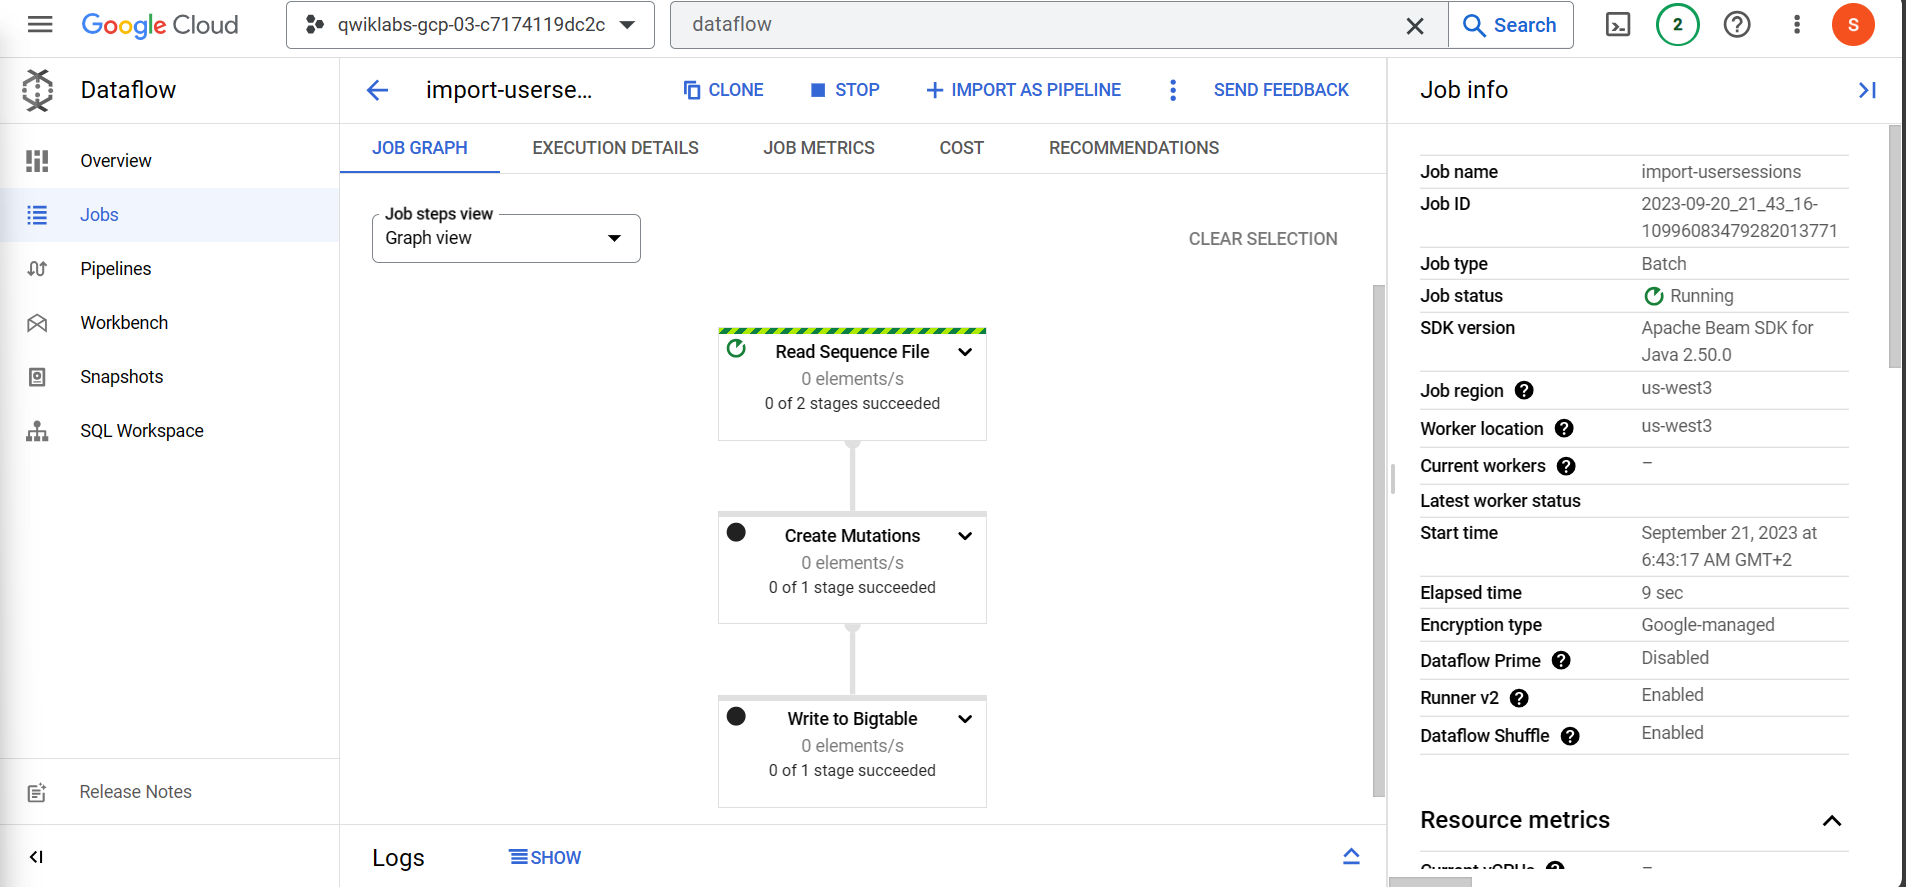 Google Cloud
qwiklabs-gcp-03-c7174119dc2c
dataflow
Search
2
S
Dataflow
import-userse...
CLONE
STOP
IMPORT AS PIPELINE
SEND FEEDBACK
Job info
Overview
Jobs
Pipelines
Workbench
Snapshots
SQL Workspace
Release Notes
JOB GRAPH
EXECUTION DETAILS
JOB METRICS
COST
RECOMMENDATIONS
Job steps view
Graph view
CLEAR SELECTION
Read Sequence File
0 elements/s
0 of 2 stages succeeded
Create Mutations
0 elements/s
0 of 1 stage succeeded
Write to Bigtable
0 elements/s
0 of 1 stage succeeded
Logs
SHOW
Job name import-usersessions
Job ID 2023-09-20_21_43_16-
10996083479282013771
Job type Batch
Job status Running
SDK version Apache Beam SDK for
Java 2.50.0
Job region us-west3
Worker location us-west3
Current workers –
Latest worker status
Start time September 21, 2023 at
6:43:17 AM GMT+2
Elapsed time 9 sec
Encryption type Google-managed
Dataflow Prime Disabled
Runner v2 Enabled
Dataflow Shuffle Enabled
Resource metrics
Current vCPUs –